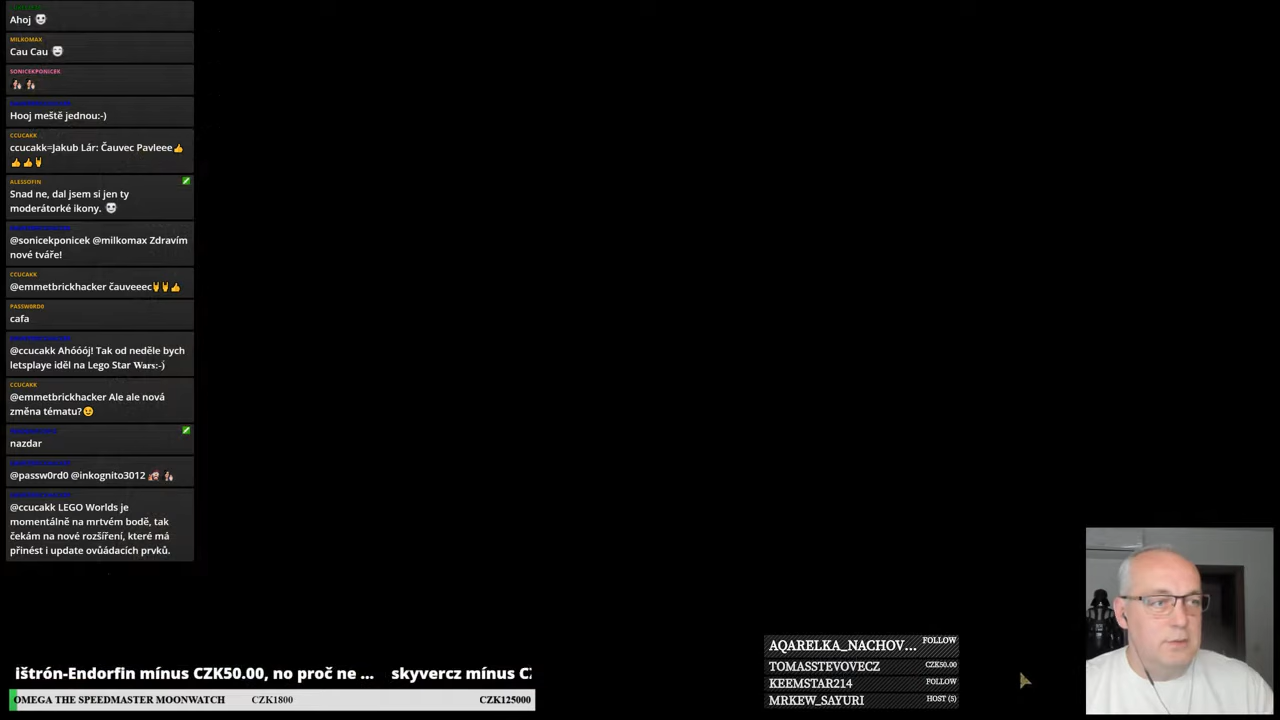 Ahoj
MILKOMAX
Cau Cau
SONICEKPONICEK
Hooj meště jednou:-)
CCUCAKK
ccucakk=Jakub Lár: Čauvec Pavleee👍
👍👍🤘
ALESSOFIN
Snad ne, dal jsem si jen ty
moderátorké ikony.
@sonicekponicek @milkomax Zdravím
nové tváře!
CCUCAKK
@emmetbrickhacker čauveeec🤘🤘👍
PASSW0RD0
cafa
@ccucakk Ahóóój! Tak od neděle bych
letsplaye iděl na Lego Star Wars:-)
CCUCAKK
@emmetbrickhacker Ale ale nová
změna tématu?😉
nazdar
@passw0rd0 @inkognito3012
@ccucakk LEGO Worlds je
momentálně na mrtvém bodě, tak
čekám na nové rozšíření, které má
přinést i update ovůádacích prvků.
ištrón-Endorfin mínus CZK50.00, no proč ne ... skyvercz mínus CZ
OMEGA THE SPEEDMASTER MOONWATCH CZK1800 CZK125000
AQARELKA_NACHOV... FOLLOW
TOMASSTEVOVECZ CZK50.00
KEEMSTAR214 FOLLOW
MRKEW_SAYURI HOST (5)